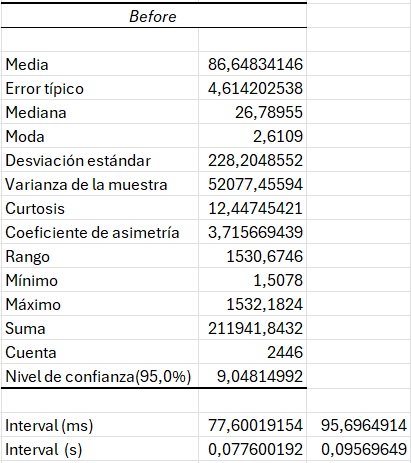 Before
Media 86,64834146
Error típico 4,614202538
Mediana 26,78955
Moda 2,6109
Desviación estándar 228,2048552
Varianza de la muestra 52077,45594
Curtosis 12,44745421
Coeficiente de asimetría 3,715669439
Rango 1530,6746
Mínimo 1,5078
Máximo 1532,1824
Suma 211941,8432
Cuenta 2446
Nivel de confianza(95,0%) 9,04814992
Interval (ms) 77,60019154 95,6964914
Interval (s) 0,077600192 0,09569649